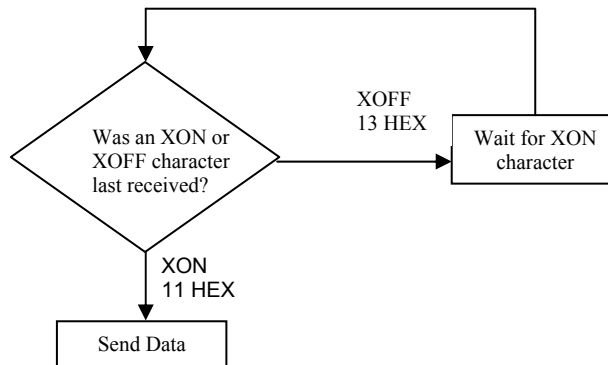 Was an XON or
XOFF character
last received?
XOFF
13 HEX
Wait for XON
character
XON
11 HEX
Send Data